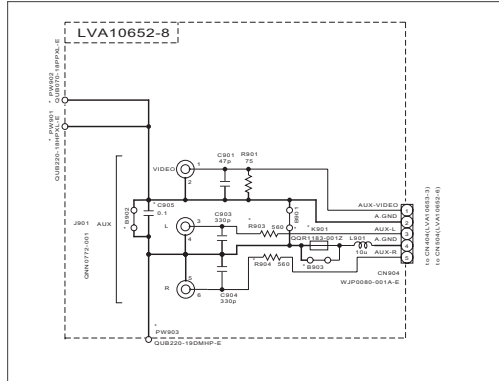 LVA10652-8
* PW902
QUB070-18PPXL-E
* PW901
QUB220-18HPXL-E
VIDEO
1
2
C901
47p
R901
75
J901
AUX
QNN0772-001
* B902
* C905
0.1
L
3
4
C903
330p
* R903
560
* B901
* K901
QQR1183-001Z
L901
10u
* B903
* R904
560
R
5
6
C904
330p
AUX-VIDEO
1
A.GND
2
AUX-L
3
A.GND
4
AUX-R
5
CN904
WJP0080-001A-E
to CN404(LVA10653-3)
to CN404(LVA10652-6)
* PW903
QUB220-19DMHP-E